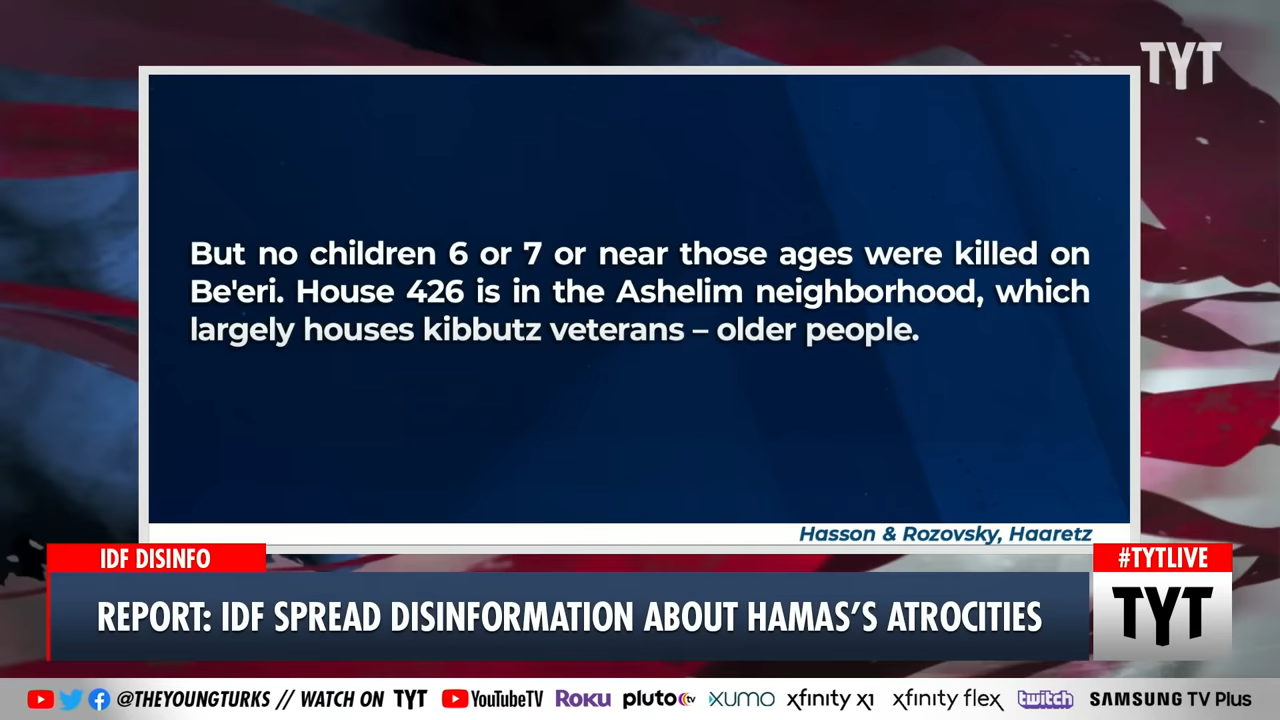 TYT
But no children 6 or 7 or near those ages were killed on
Be'eri. House 426 is in the Ashelim neighborhood, which
largely houses kibbutz veterans – older people.
Hasson & Rozovsky, Haaretz
IDF DISINFO
#TYTLIVE
REPORT: IDF SPREAD DISINFORMATION ABOUT HAMAS'S ATROCITIES
TYT
@THEYOUNGTURKS // WATCH ON TYT YouTubeTV ROKU pluto tv XUMO xfinity x1 xfinity flex twitch SAMSUNG TV Plus